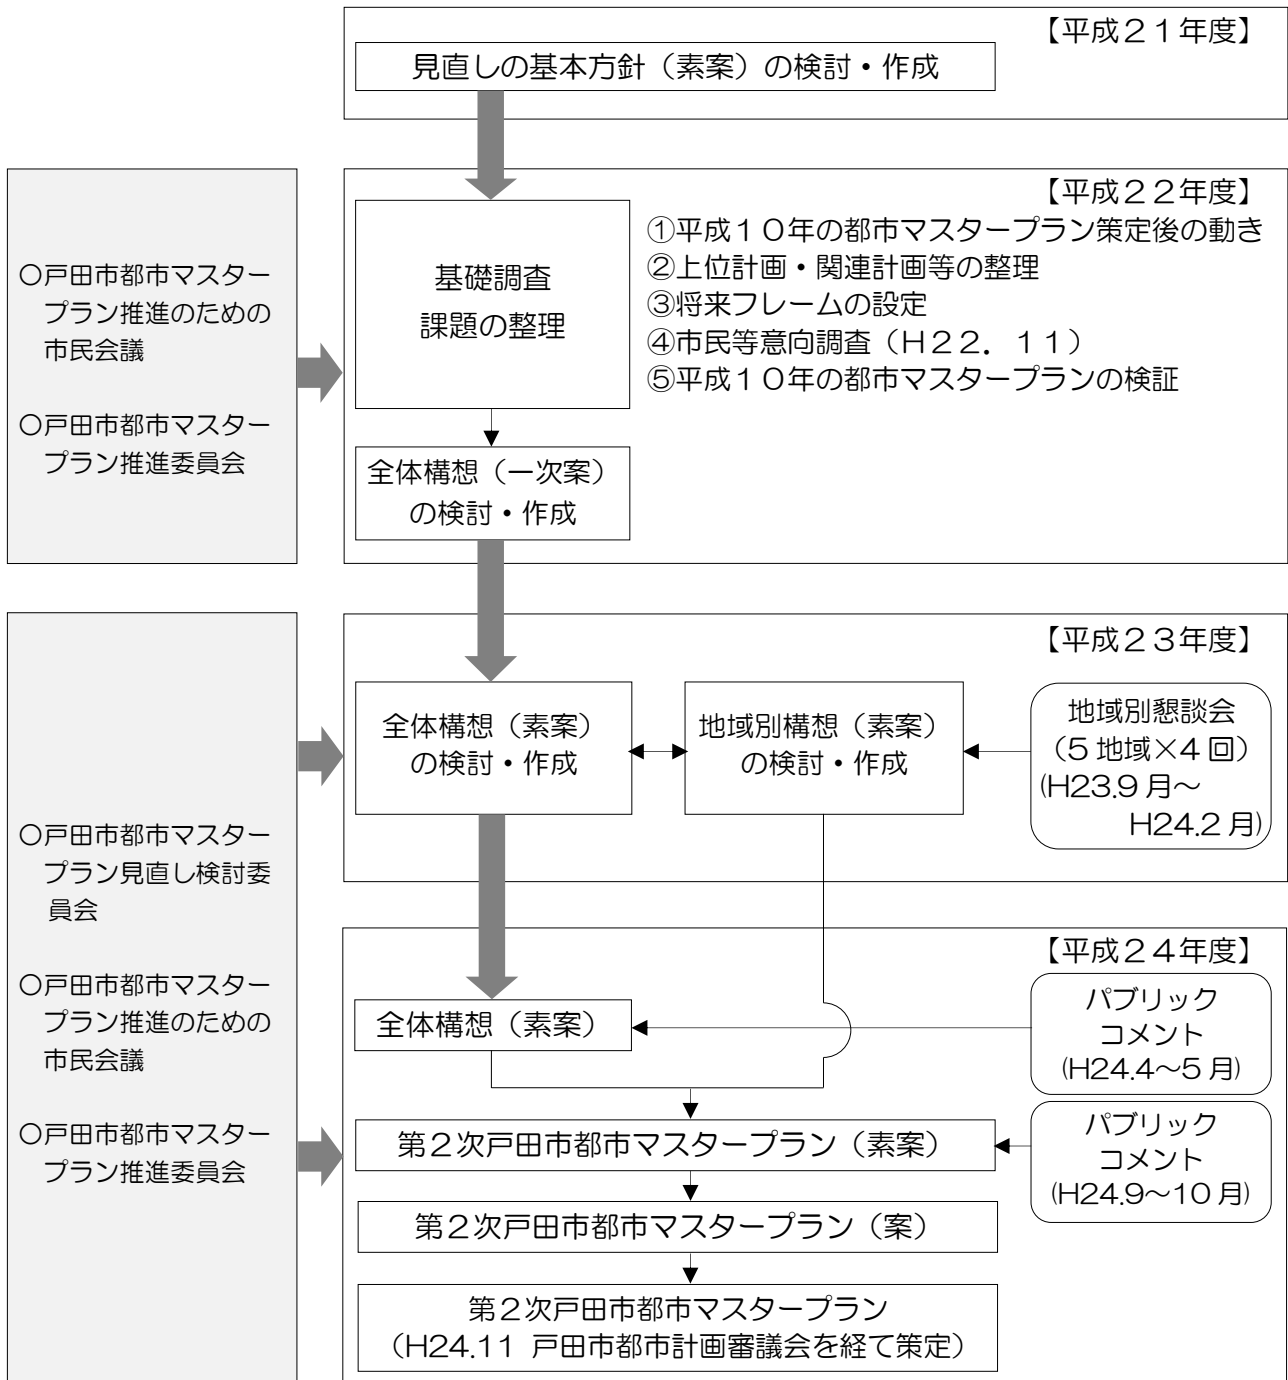 【平成２１年度】
見直しの基本方針（素案）の検討・作成
【平成２２年度】
○戸田市都市マスター
プラン推進のための
市民会議
○戸田市都市マスター
プラン推進委員会
基礎調査
課題の整理
①平成１０年の都市マスタープラン策定後の動き
②上位計画・関連計画等の整理
③将来フレームの設定
④市民等意向調査（Ｈ２２．１１）
⑤平成１０年の都市マスタープランの検証
全体構想（一次案）
の検討・作成
【平成２３年度】
全体構想（素案）
の検討・作成
地域別構想（素案）
の検討・作成
地域別懇談会
（5 地域×4 回）
(H23.9 月～
H24.2 月)
○戸田市都市マスター
プラン見直し検討委
員会
○戸田市都市マスター
プラン推進のための
市民会議
○戸田市都市マスター
プラン推進委員会
【平成２４年度】
全体構想（素案）
パブリック
コメント
(H24.4～5 月)
第２次戸田市都市マスタープラン（素案）
パブリック
コメント
(H24.9～10 月)
第２次戸田市都市マスタープラン（案）
第２次戸田市都市マスタープラン
（H24.11 戸田市都市計画審議会を経て策定）